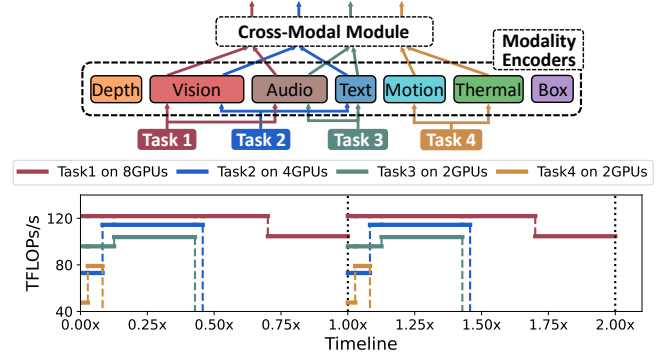 Cross-Modal Module
Modality
Encoders
Depth Vision Audio Text Motion Thermal Box
Task 1 Task 2 Task 3 Task 4
Task1 on 8GPUs Task2 on 4GPUs Task3 on 2GPUs Task4 on 2GPUs
TFLOPs/s
120
80
40
0.00x 0.25x 0.50x 0.75x 1.00x 1.25x 1.50x 1.75x 2.00x
Timeline